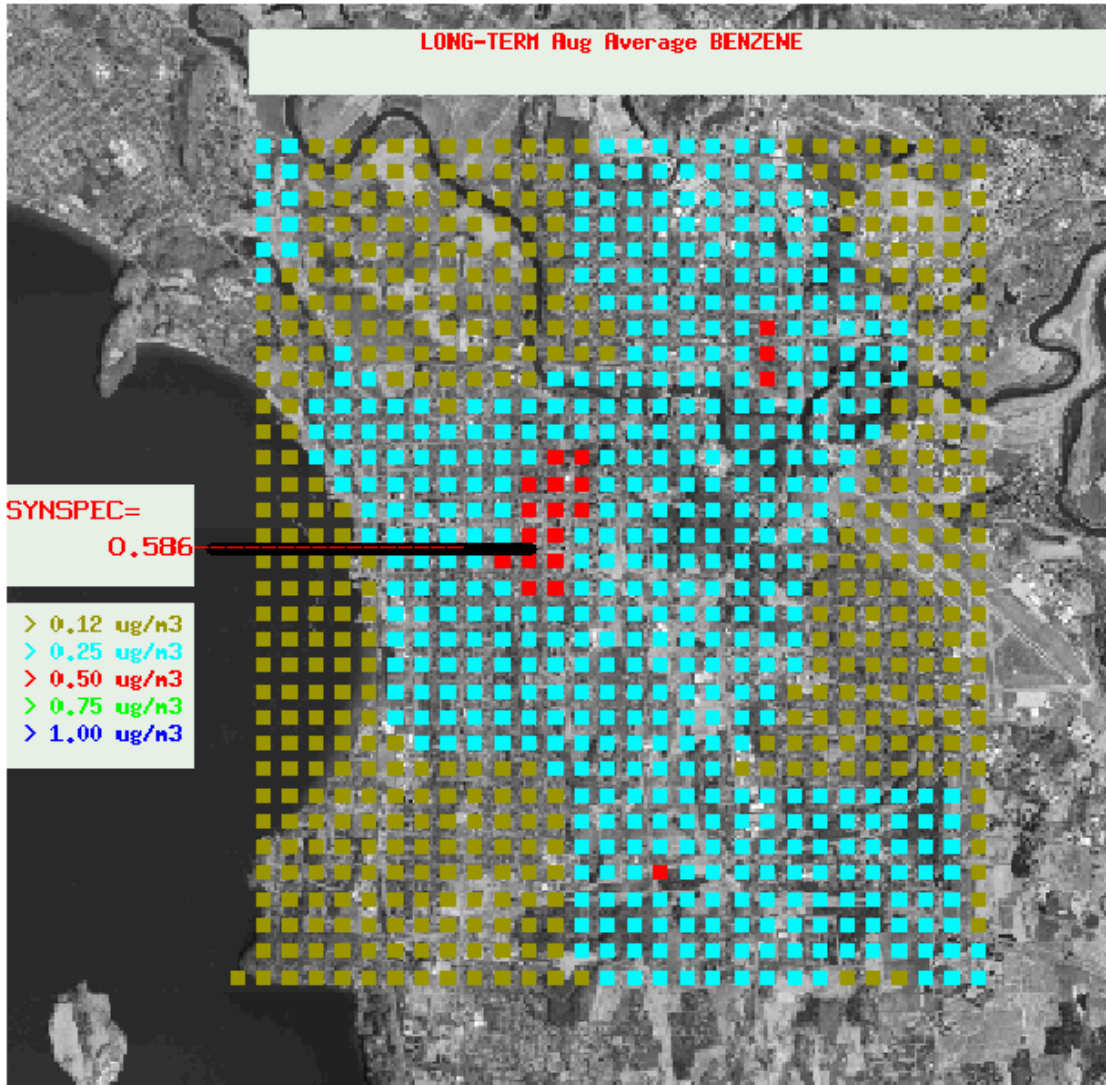 LONG-TERM Aug Average BENZENE
SYNSPEC=
0.586
> 0.12 ug/m3
> 0.25 ug/m3
> 0.50 ug/m3
> 0.75 ug/m3
> 1.00 ug/m3